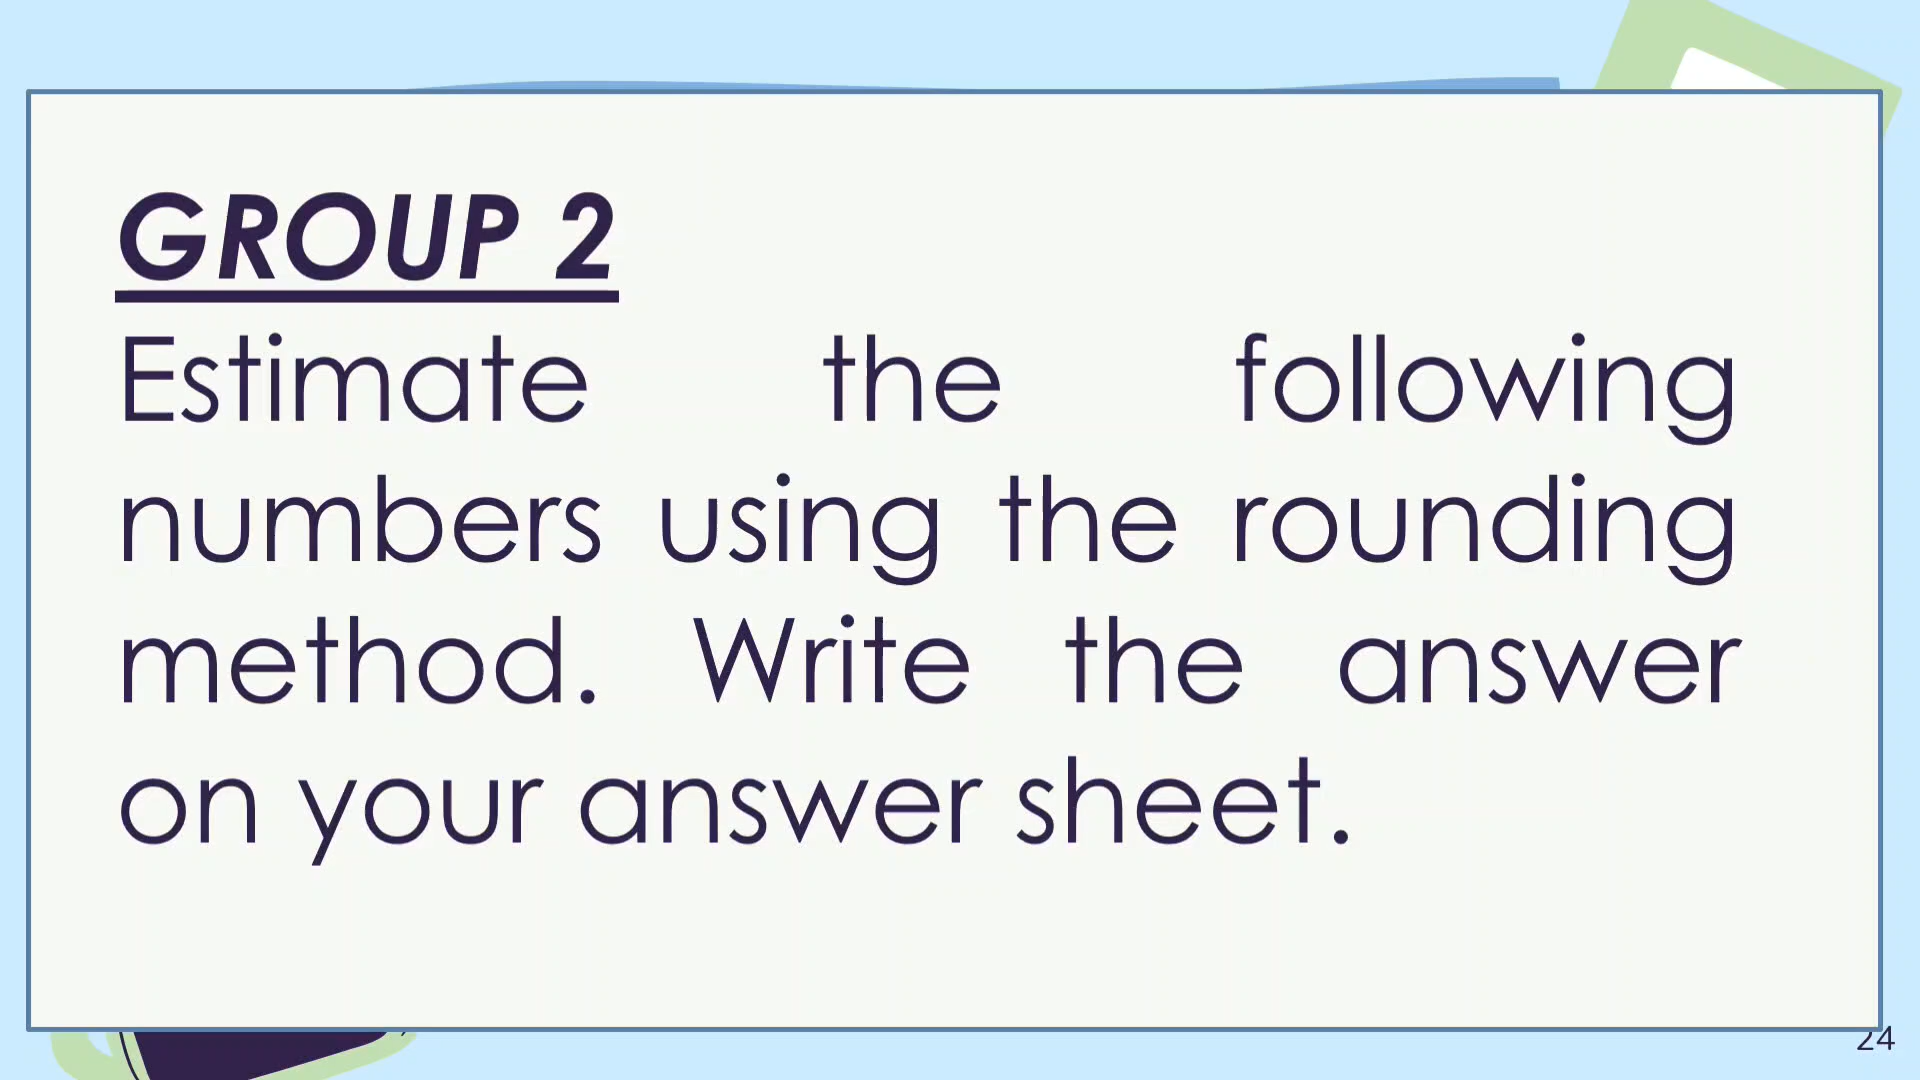 GROUP 2
Estimate the following
numbers using the rounding
method. Write the answer
on your answer sheet.
24